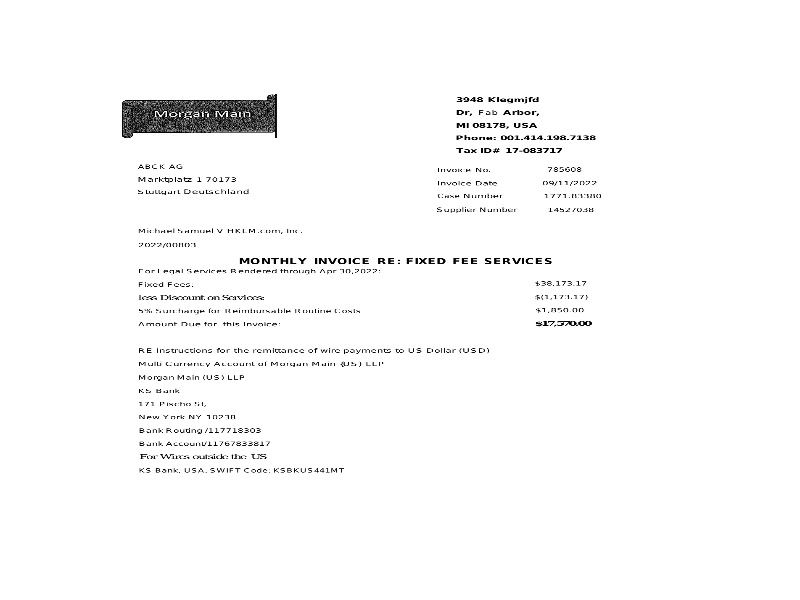 Morgan Main
3948 Klegmjfd
Dr, Fab Arbor,
MI 08178, USA
Phone: 001.414.198.7138
Tax ID# 17-083717
ABCK AG
Marktplatz 1 70173
Stuttgart Deutschland
Invoice No. 785608
Invoice Date 09/11/2022
Case Number 1771.83380
Supplier Number 14527038
Michael Samuel V HKLM.com, Inc.
2022/00803
MONTHLY INVOICE RE: FIXED FEE SERVICES
For Legal Services Rendered through Apr 30,2022:
Fixed Fees: $38,173.17
less Discount on Services: $(1,173.17)
5% Surcharge for Reimbursable Routine Costs $1,850.00
Amount Due for this Invoice: $17,570.00
RE Instructions for the remittance of wire payments to US Dollar (USD)
Multi Currency Account of Morgan Main (US) LLP
Morgan Main (US) LLP
KS Bank
171 Pischo St,
New York NY 10238
Bank Routing/117718303
Bank Account/11767833817
For Wires outside the US
KS Bank, USA, SWIFT Code: KSBKUS441MT